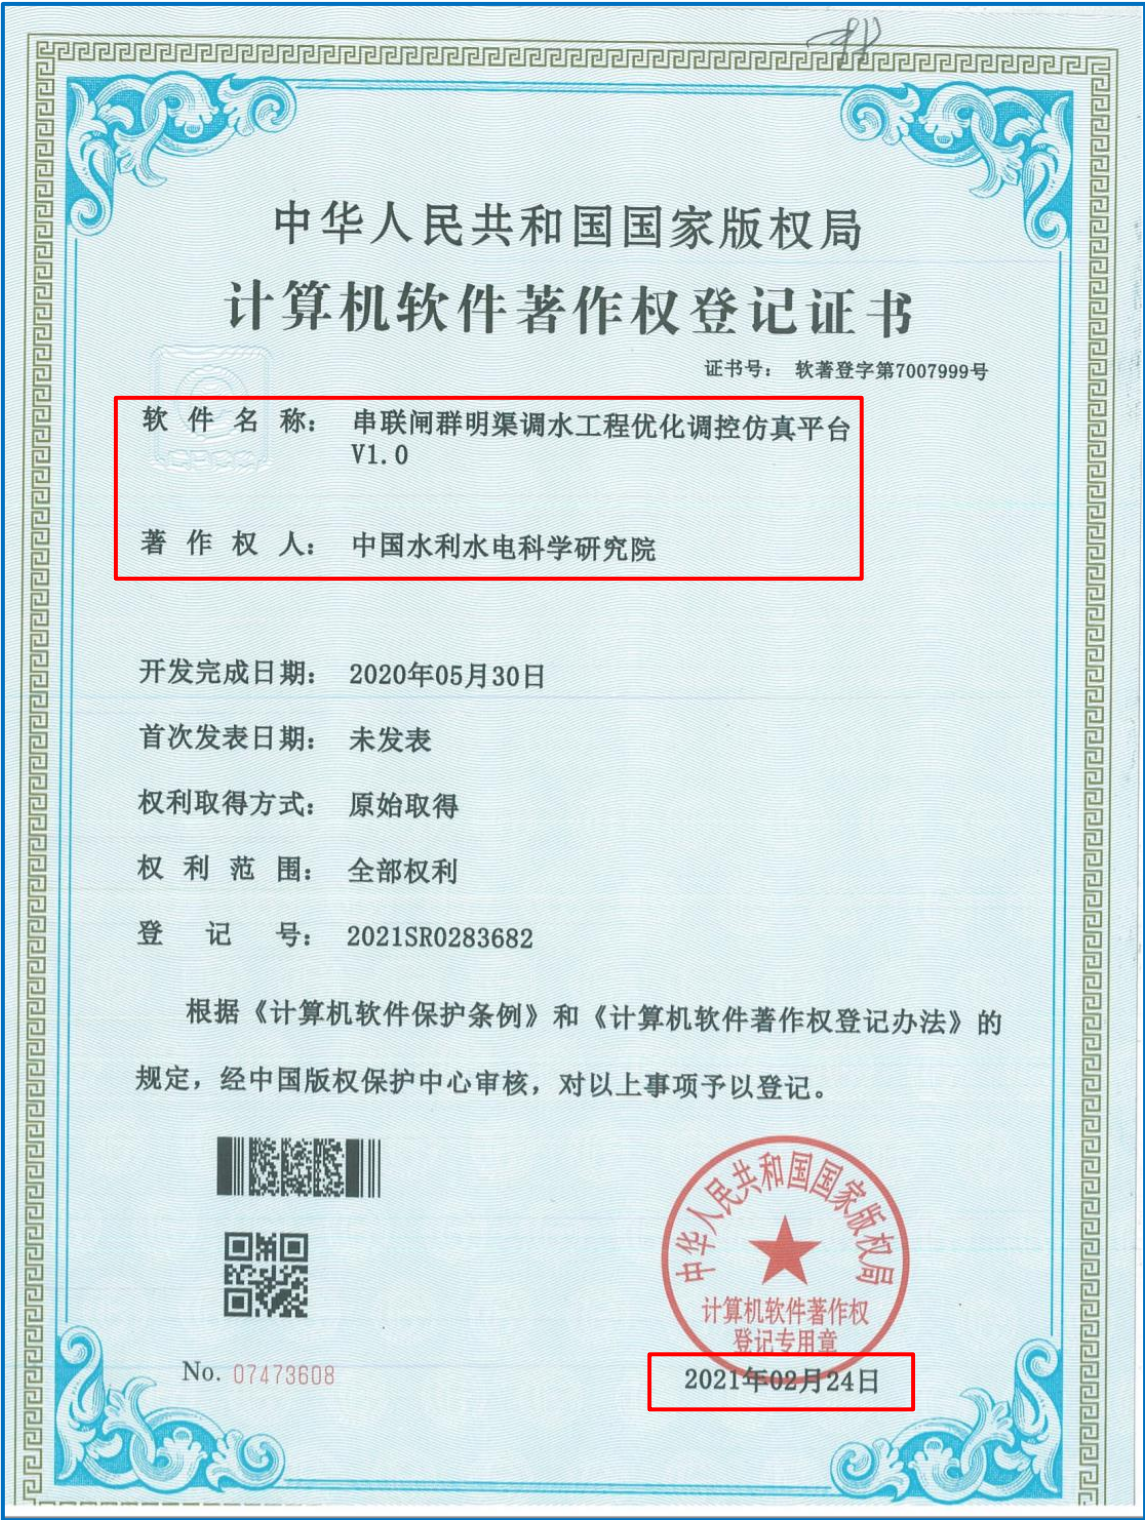 中华人民共和国国家版权局
计算机软件著作权登记证书
证书号： 软著登字第7007999号
软件名称： 串联闸群明渠调水工程优化调控仿真平台
V1.0
著作权人： 中国水利水电科学研究院
开发完成日期： 2020年05月30日
首次发表日期： 未发表
权利取得方式： 原始取得
权利范围： 全部权利
登记号： 2021SR0283682
根据《计算机软件保护条例》和《计算机软件著作权登记办法》的
规定，经中国版权保护中心审核，对以上事项予以登记。
中华人民共和国国家版权局
计算机软件著作权
登记专用章
No. 07473608
2021年02月24日